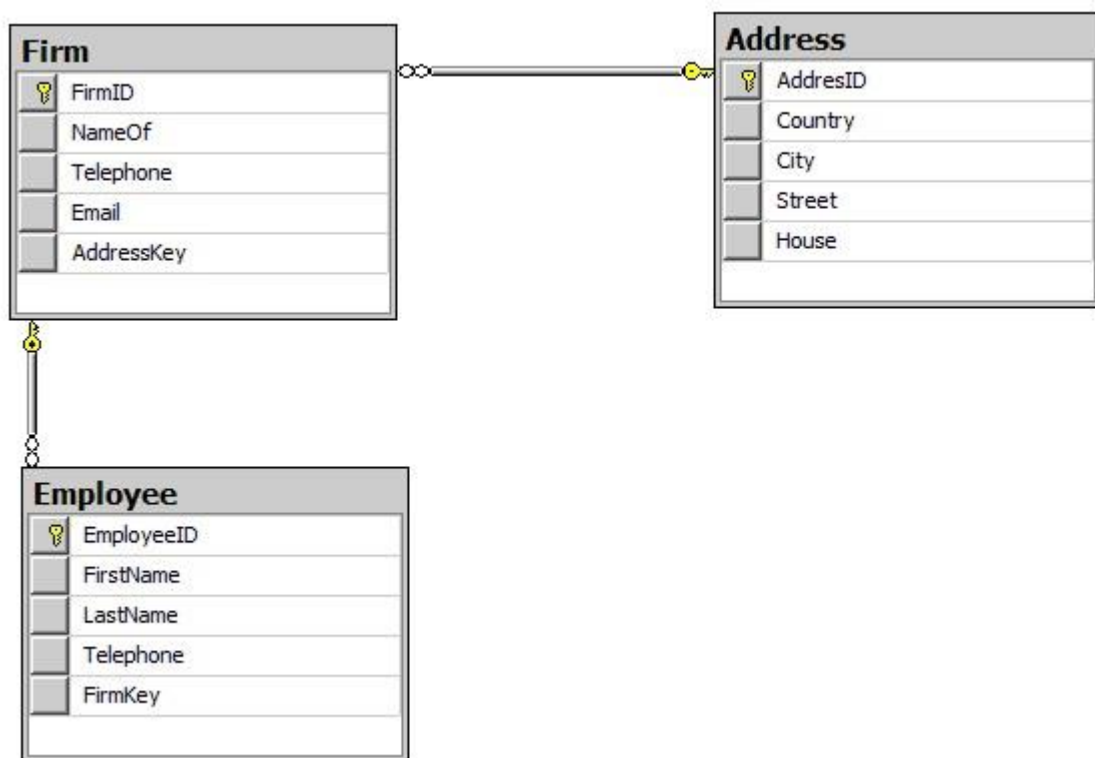 Firm
FirmID
NameOf
Telephone
Email
AddressKey
Address
AddresID
Country
City
Street
House
Employee
EmployeeID
FirstName
LastName
Telephone
FirmKey